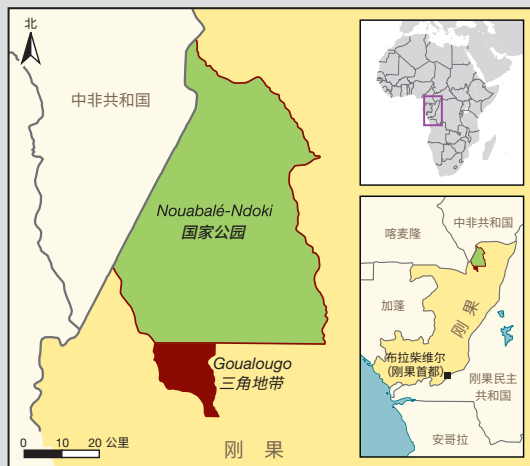 北
中非共和国
Nouabalé-Ndoki
国家公园
Goualougo
三角地带
刚果
0 10 20 公里
中非共和国
喀麦隆
加蓬
刚果
布拉柴维尔
(刚果首都)
刚果民主
共和国
安哥拉